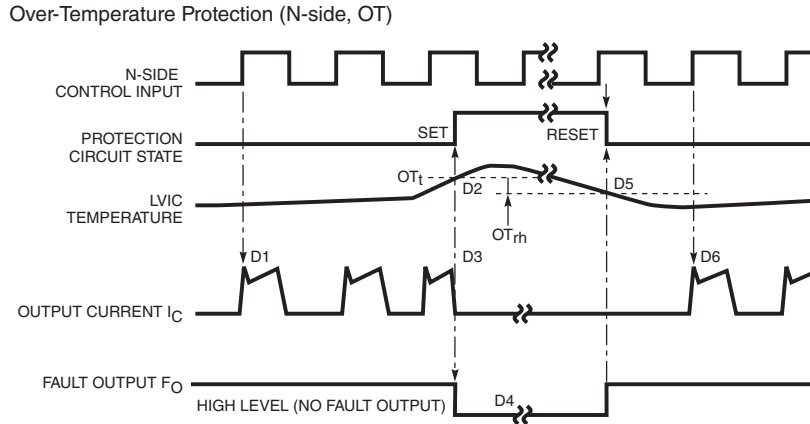 Over-Temperature Protection (N-side, OT)
N-SIDE
CONTROL INPUT
SET
RESET
PROTECTION
CIRCUIT STATE
OTt
D2
D5
LVIC
TEMPERATURE
OTrh
D1
D3
D6
OUTPUT CURRENT IC
FAULT OUTPUT FO
HIGH LEVEL (NO FAULT OUTPUT)
D4